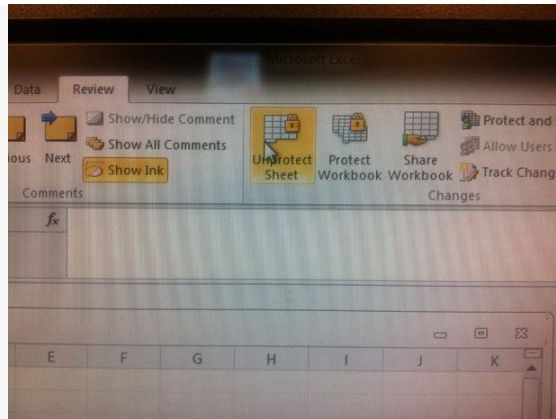 Microsoft Excel
Data Review View
Show/Hide Comment
Show All Comments
Show Ink
ious Next
Comments
Unprotect Sheet
Protect Workbook
Share Workbook
Protect and
Allow Users
Track Chang
Changes
fx
E F G H I J K